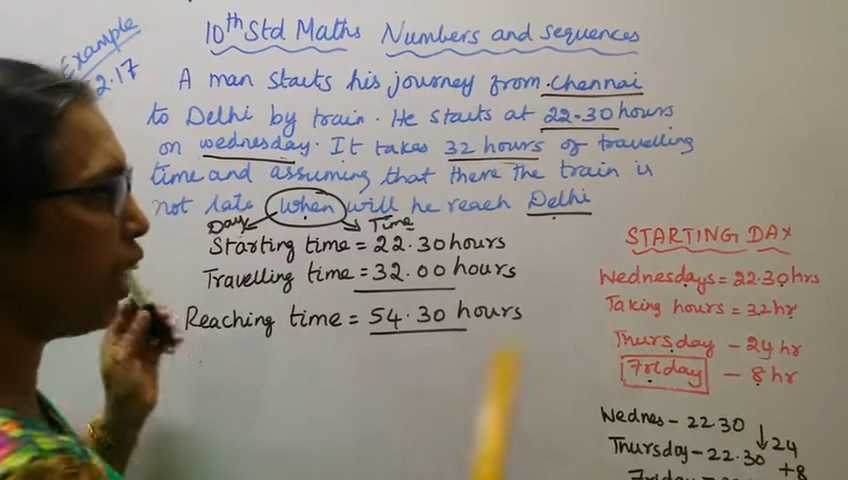 10th Std Maths Numbers and sequences
Example
2.17
A man starts his journey from Chennai
to Delhi by train. He starts at 22.30 hours
on wednesday. It takes 32 hours of travelling
time and assuming that there the train is
not late when will he reach Delhi
Day Time
Starting time = 22.30 hours
Travelling time = 32.00 hours
Reaching time = 54.30 hours
STARTING DAY
Wednesdays = 22.30 hrs
Taking hours = 32 hr
Thursday - 24 hr
Friday - 8 hr
Wednes - 22.30
24
Thursday - 22.30
+8